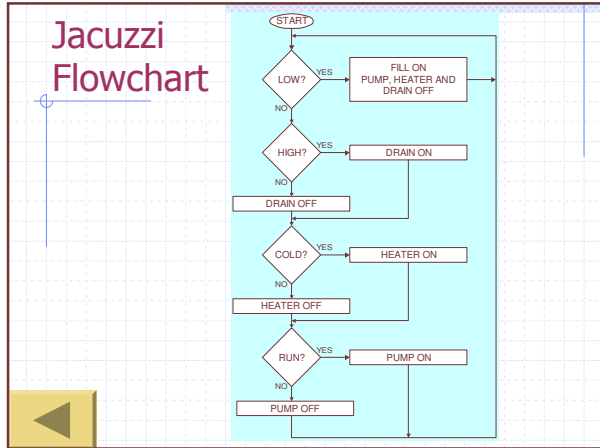 Jacuzzi
Flowchart
START
LOW?
YES
FILL ON
PUMP, HEATER AND
DRAIN OFF
NO
HIGH?
YES
DRAIN ON
NO
DRAIN OFF
COLD?
YES
HEATER ON
NO
HEATER OFF
RUN?
YES
PUMP ON
NO
PUMP OFF